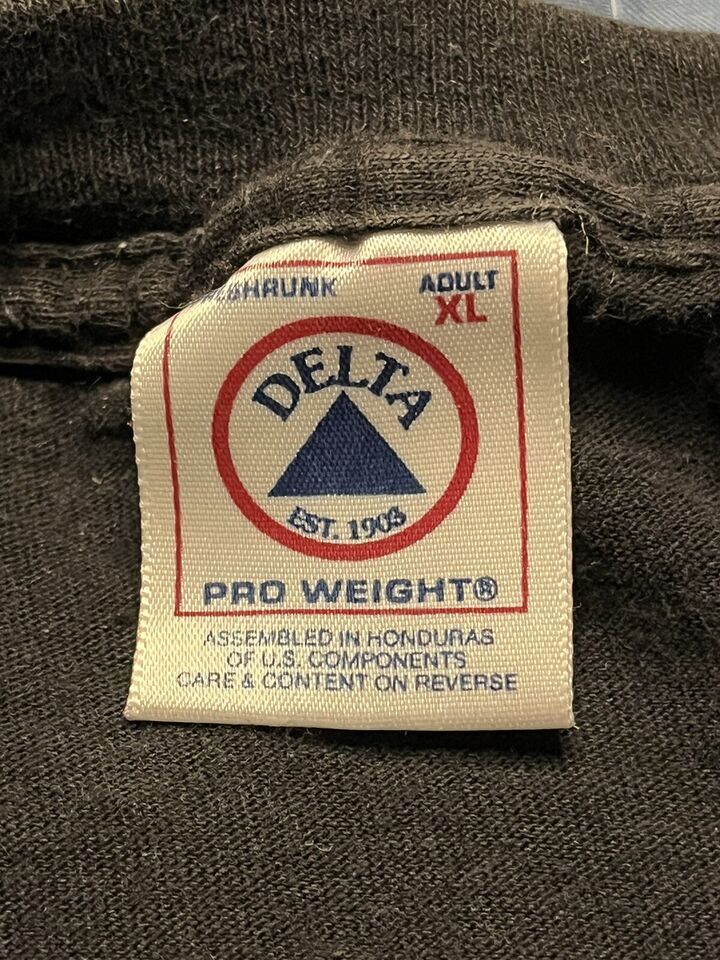 ADULT
XL
DELTA
EST. 1903
PRO WEIGHT®
ASSEMBLED IN HONDURAS
OF U.S. COMPONENTS
CARE & CONTENT ON REVERSE